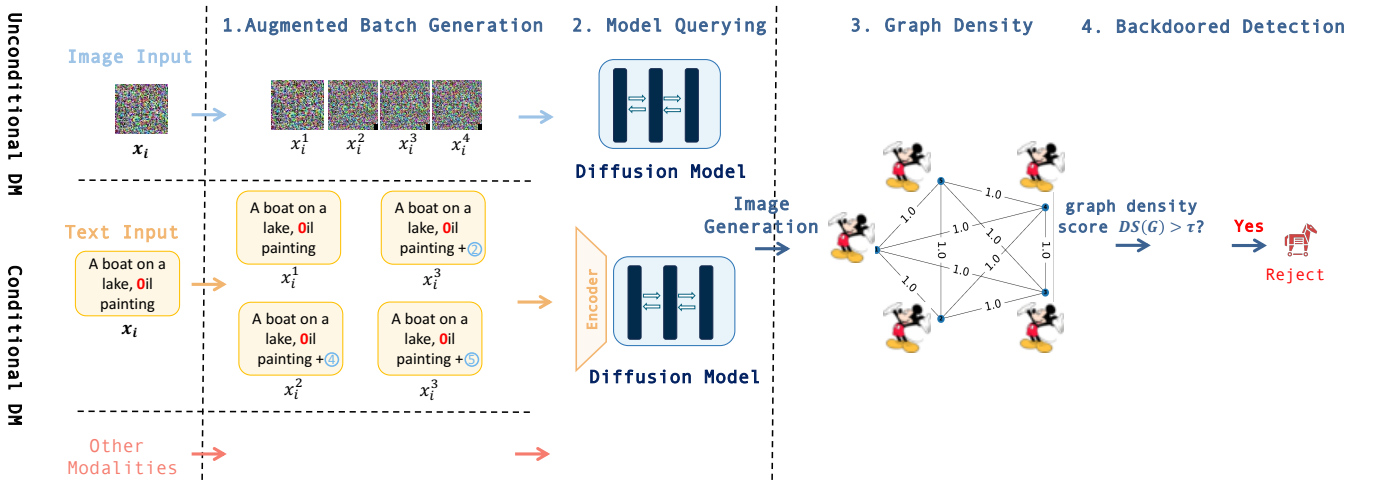 Unconditional DM
Conditional DM
1.Augmented Batch Generation
2. Model Querying
3. Graph Density
4. Backdoored Detection
Image Input
𝒙𝒊
x_i^1
x_i^2
x_i^3
x_i^4
Diffusion Model
Text Input
A boat on a
lake, 0il
painting
𝒙𝒊
A boat on a
lake, 0il
painting
x_i^1
A boat on a
lake, 0il
painting +②
x_i^3
A boat on a
lake, 0il
painting +④
x_i^2
A boat on a
lake, 0il
painting +⑤
x_i^3
Encoder
Diffusion Model
Other
Modalities
Image
Generation
1.0
1.0
1.0
1.0
1.0
1.0
1.0
1.0
1.0
1.0
graph density
score DS(G) > τ?
Yes
Reject